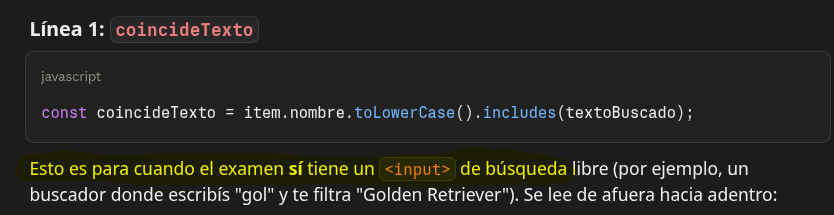 Línea 1: coincideTexto
javascript
const coincideTexto = item.nombre.toLowerCase().includes(textoBuscado);
Esto es para cuando el examen sí tiene un <input> de búsqueda libre (por ejemplo, un
buscador donde escribís "gol" y te filtra "Golden Retriever"). Se lee de afuera hacia adentro: